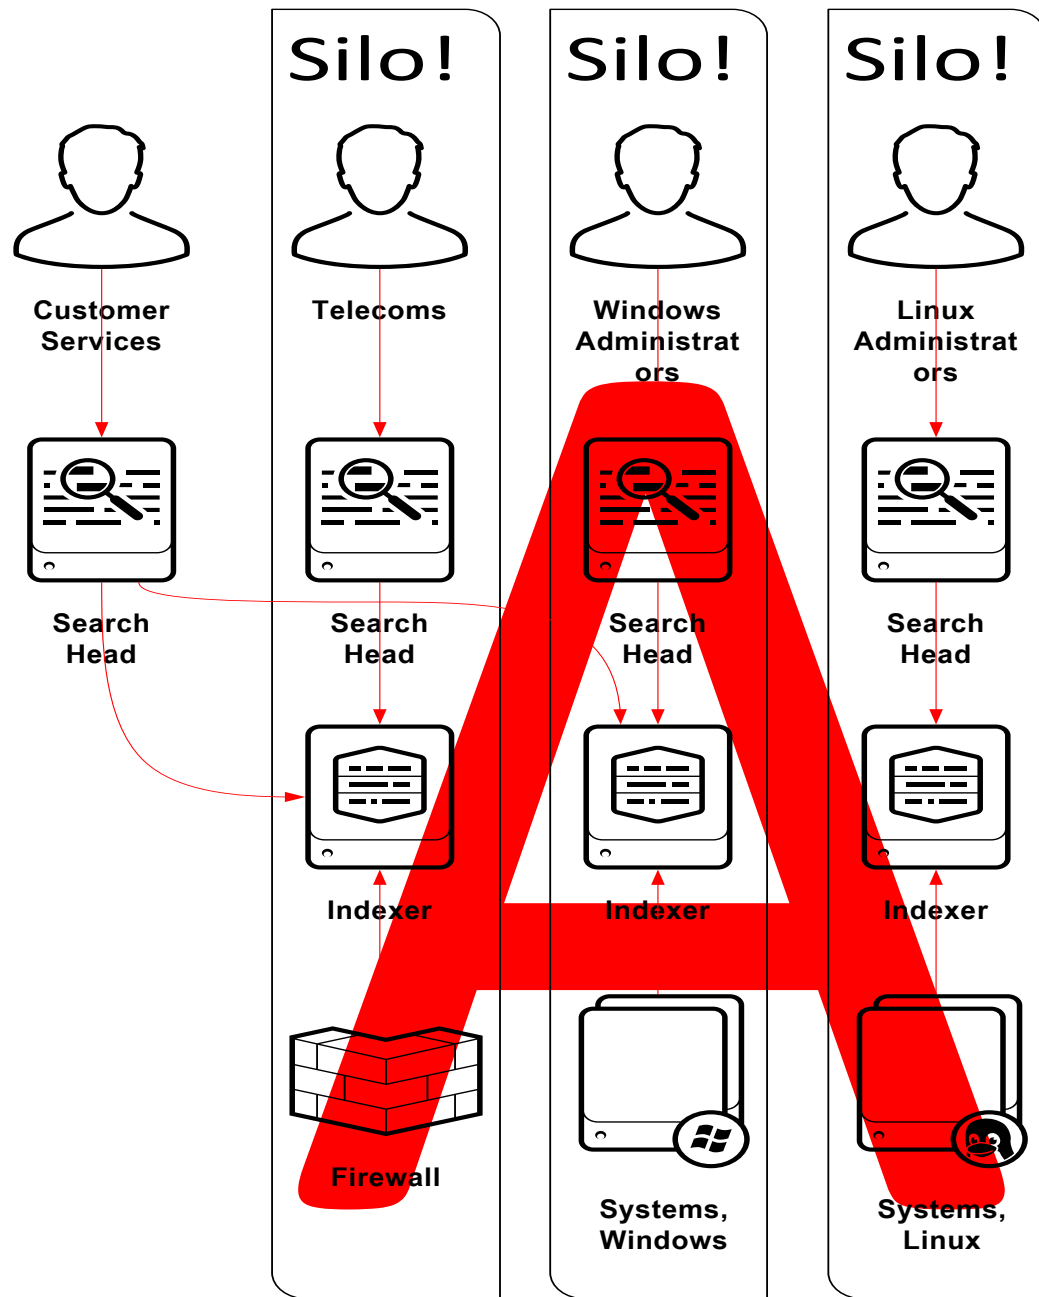 Silo!
Silo!
Silo!
Customer
Services
Telecoms
Windows
Administrat
ors
Linux
Administrat
ors
Search
Head
Search
Head
Search
Head
Search
Head
Indexer
Indexer
Indexer
Firewall
Systems,
Windows
Systems,
Linux
A